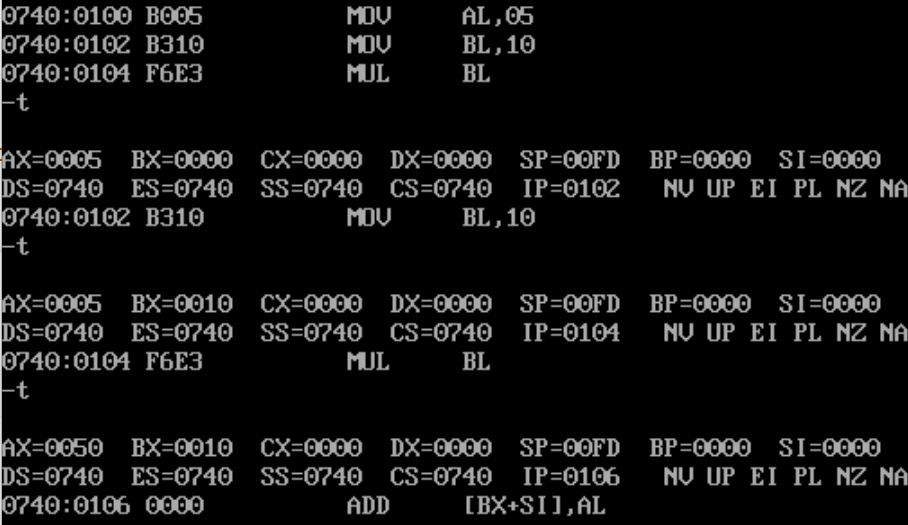 0740:0100 B005 MOV AL,05
0740:0102 B310 MOV BL,10
0740:0104 F6E3 MUL BL
-t
AX=0005 BX=0000 CX=0000 DX=0000 SP=00FD BP=0000 SI=0000
DS=0740 ES=0740 SS=0740 CS=0740 IP=0102 NV UP EI PL NZ NA
0740:0102 B310 MOV BL,10
-t
AX=0005 BX=0010 CX=0000 DX=0000 SP=00FD BP=0000 SI=0000
DS=0740 ES=0740 SS=0740 CS=0740 IP=0104 NV UP EI PL NZ NA
0740:0104 F6E3 MUL BL
-t
AX=0050 BX=0010 CX=0000 DX=0000 SP=00FD BP=0000 SI=0000
DS=0740 ES=0740 SS=0740 CS=0740 IP=0106 NV UP EI PL NZ NA
0740:0106 0000 ADD [BX+SI],AL